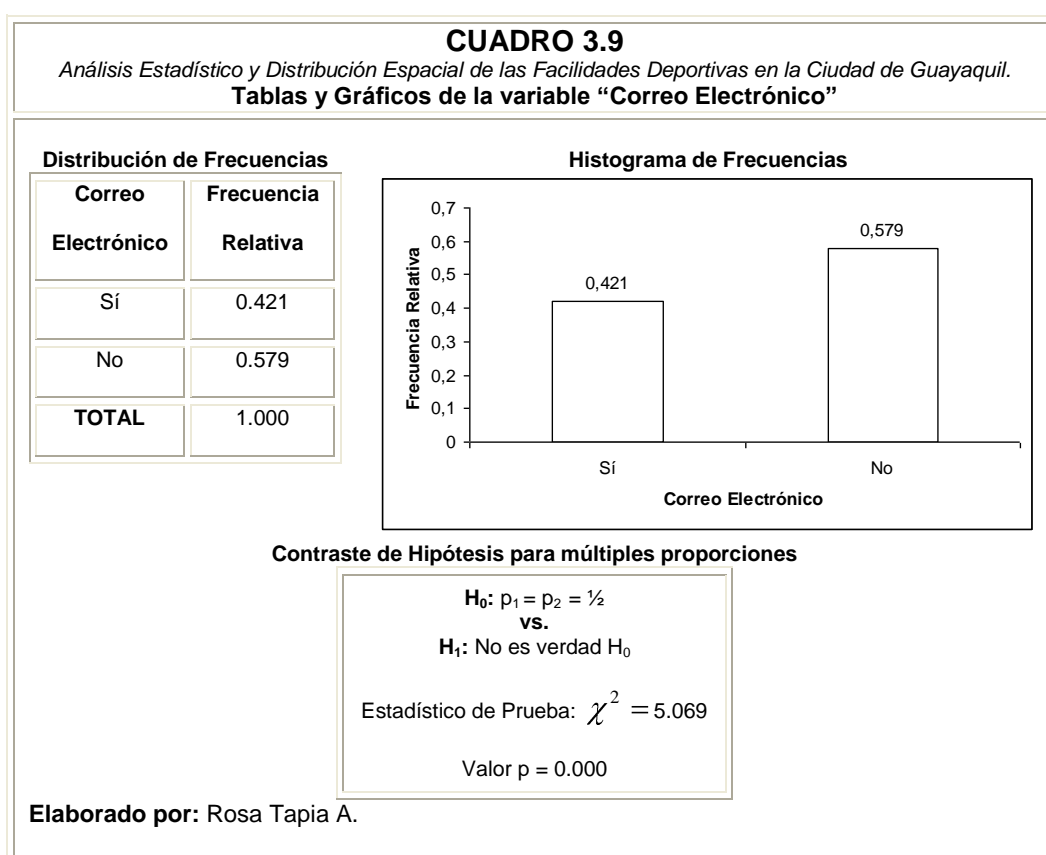 CUADRO 3.9
Análisis Estadístico y Distribución Espacial de las Facilidades Deportivas en la Ciudad de Guayaquil.
Tablas y Gráficos de la variable “Correo Electrónico”
Distribución de Frecuencias
Correo Electrónico
Frecuencia Relativa
Sí 0.421
No 0.579
TOTAL 1.000
Histograma de Frecuencias
0,7
0,6
0,5
0,4
0,3
0,2
0,1
0
Frecuencia Relativa
0,421
0,579
Sí No
Correo Electrónico
Contraste de Hipótesis para múltiples proporciones
H₀: p₁ = p₂ = ½
vs.
H₁: No es verdad H₀
Estadístico de Prueba: χ² = 5.069
Valor p = 0.000
Elaborado por: Rosa Tapia A.